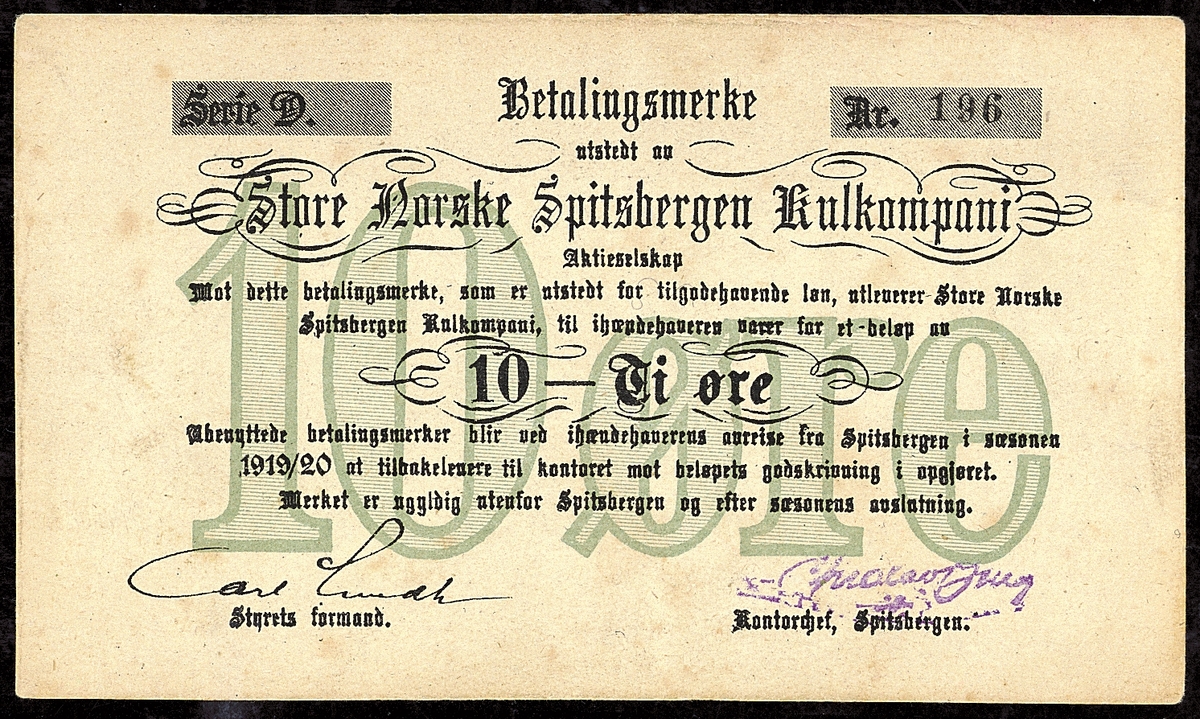 Serie D.
Betalingsmerke
Nr. 196
utstedt av
Store Norske Spitsbergen Kulkompani
Aktieselskap
Mot dette betalingsmerke, som er utstedt for tilgodehavende løn, utleverer Store Norske
Spitsbergen Kulkompani, til ihændehaveren varer for et beløp av
10 — Ti øre
Ubenyttede betalingsmerker blir ved ihændehaverens avreise fra Spitsbergen i sæsonen
1919/20 at tilbakelevere til kontoret mot beløpets godskrivning i opgjøret.
Merket er ugyldig utenfor Spitsbergen og efter sæsonens avslutning.
10 øre
Carl Lundh
Styrets formand.
Kontorchef, Spitsbergen.